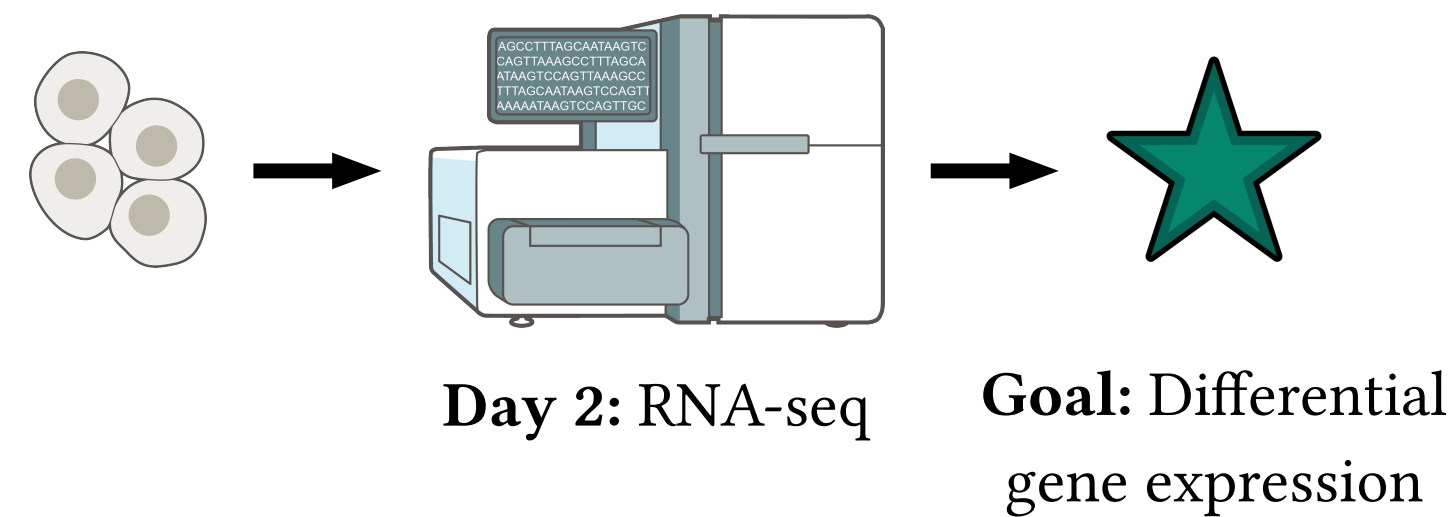 AGCCTTTAGCAATAAGTC
CAGTTAAAGCCTTTAGCA
ATAAGTCCAGTTAAAGCC
TTTAGCAATAAGTCCAGTT
AAAAATAAGTCCAGTTGC
Day 2: RNA-seq
Goal: Differential
gene expression